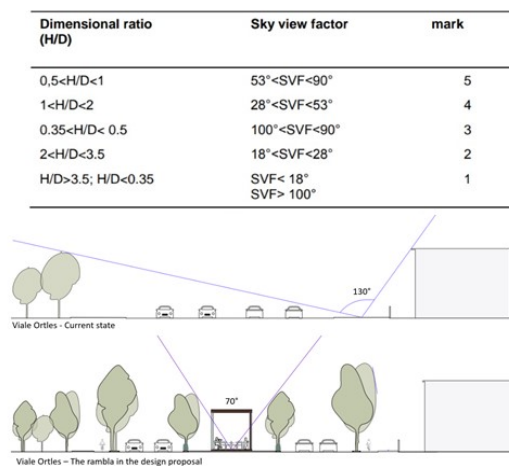 Dimensional ratio (H/D) Sky view factor mark
0,5<H/D<1 53°<SVF<90° 5
1<H/D<2 28°<SVF<53° 4
0.35<H/D< 0.5 100°<SVF<90° 3
2<H/D<3.5 18°<SVF<28° 2
H/D>3.5; H/D<0.35 SVF< 18° SVF> 100° 1
130°
Viale Ortles - Current state
70°
Viale Ortles – The rambla in the design proposal